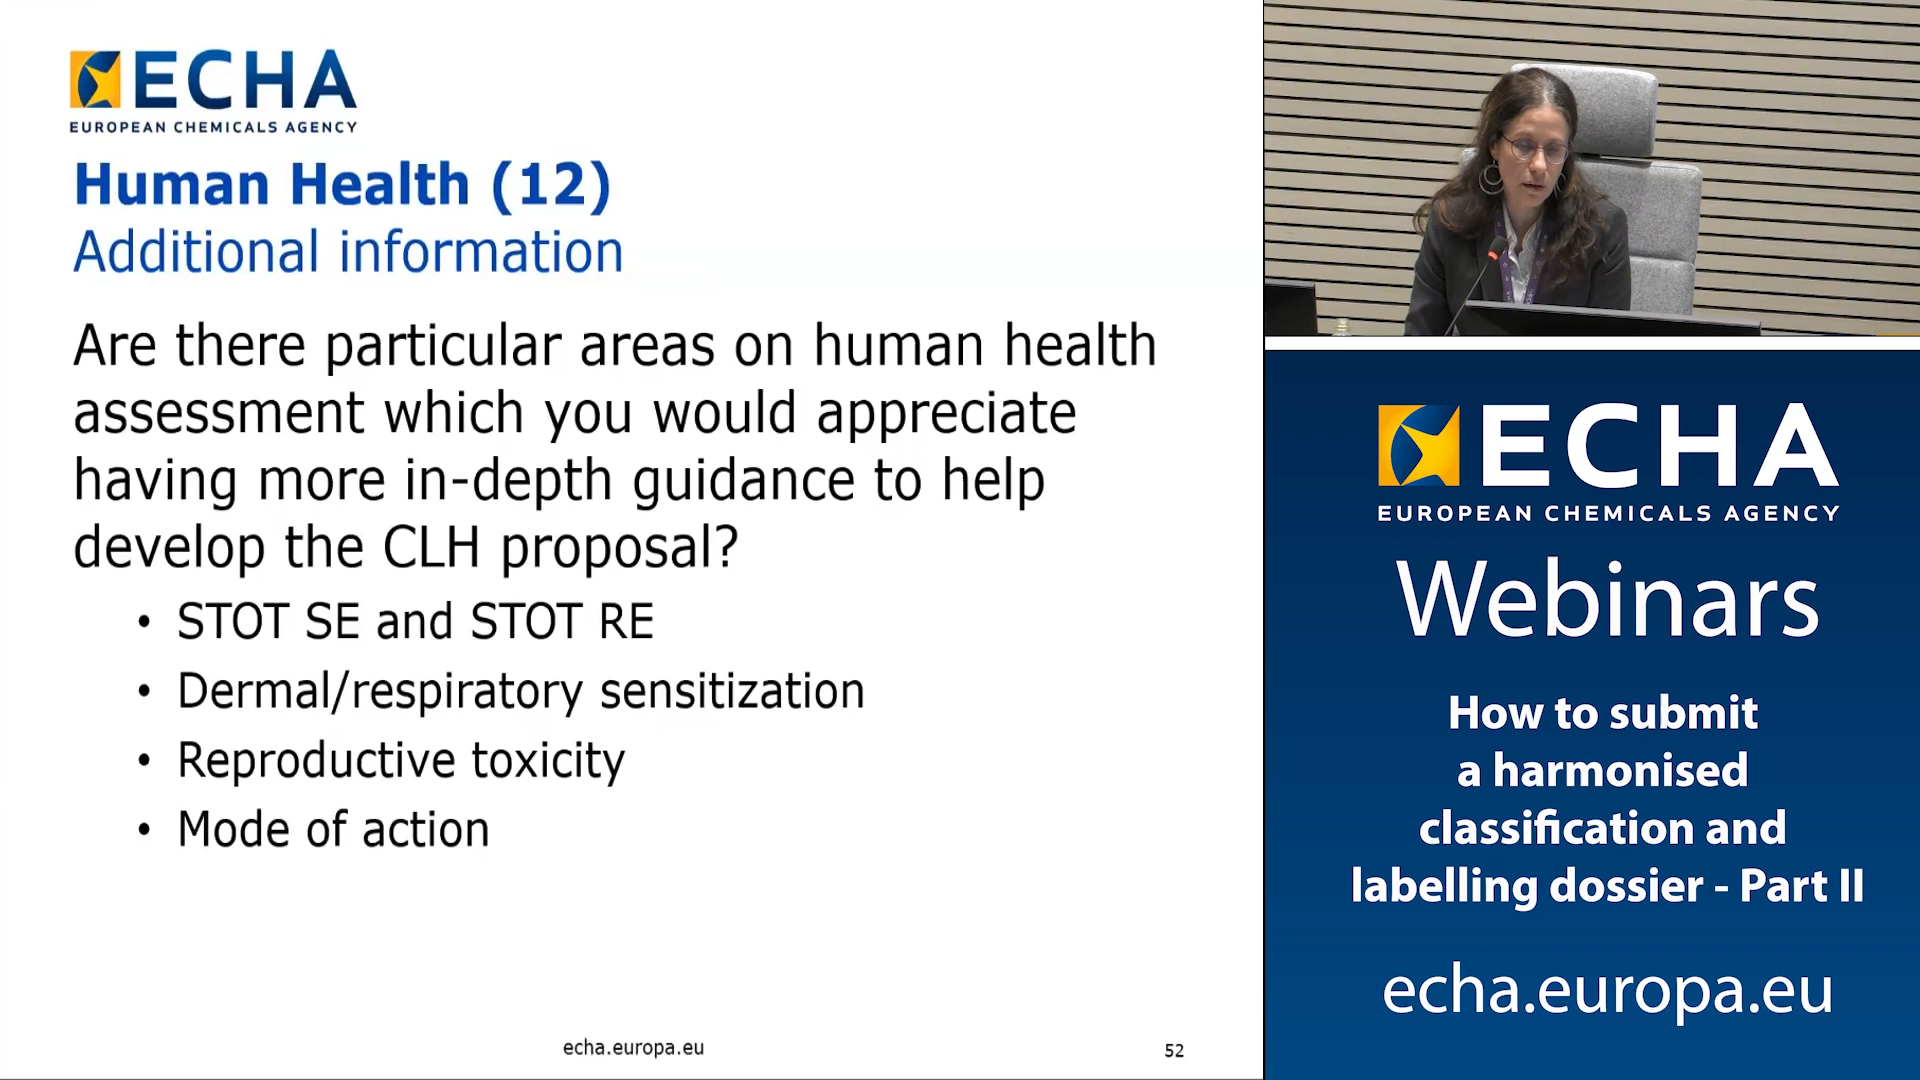 ECHA
EUROPEAN CHEMICALS AGENCY
Human Health (12)
Additional information
Are there particular areas on human health
assessment which you would appreciate
having more in-depth guidance to help
develop the CLH proposal?
• STOT SE and STOT RE
• Dermal/respiratory sensitization
• Reproductive toxicity
• Mode of action
echa.europa.eu
52
ECHA
EUROPEAN CHEMICALS AGENCY
Webinars
How to submit
a harmonised
classification and
labelling dossier - Part II
echa.europa.eu